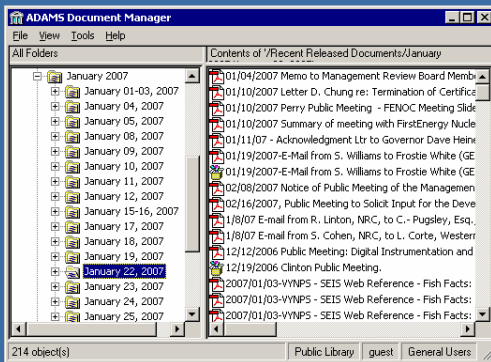 ADAMS Document Manager
File View Tools Help
All Folders
Contents of '/Recent Released Documents/January
January 2007
January 01-03, 2007
January 04, 2007
January 05, 2007
January 08, 2007
January 09, 2007
January 10, 2007
January 11, 2007
January 12, 2007
January 15-16, 2007
January 17, 2007
January 18, 2007
January 19, 2007
January 22, 2007
January 23, 2007
January 24, 2007
January 25, 2007
01/04/2007 Memo to Management Review Board Memb
01/10/2007 Letter D. Chung re: Termination of Certifica
01/10/2007 Perry Public Meeting - FENOC Meeting Slide
01/10/2007 Summary of meeting with FirstEnergy Nucle
01/11/07 - Acknowledgment Ltr to Governor Dave Heine
01/19/2007-E-Mail from S. Williams to Frostie White (GE
01/19/2007-E-Mail from S. Williams to Frostie White (GE
02/08/2007 Notice of Public Meeting of the Managemen
02/16/2007, Public Meeting to Solicit Input for the Deve
1/8/07 E-mail from R. Linton, NRC, to C.- Pugsley, Esq.
1/8/07 E-mail from S. Cohen, NRC, to L. Corte, Western
12/12/2006 Public Meeting: Digital Instrumentation and
12/19/2006 Clinton Public Meeting.
2007/01/03-VYNPS - SEIS Web Reference - Fish Facts:
2007/01/03-VYNPS - SEIS Web Reference - Fish Facts:
2007/01/03-VYNPS - SEIS Web Reference - Fish Facts:
214 object(s)
Public Library
guest
General Users